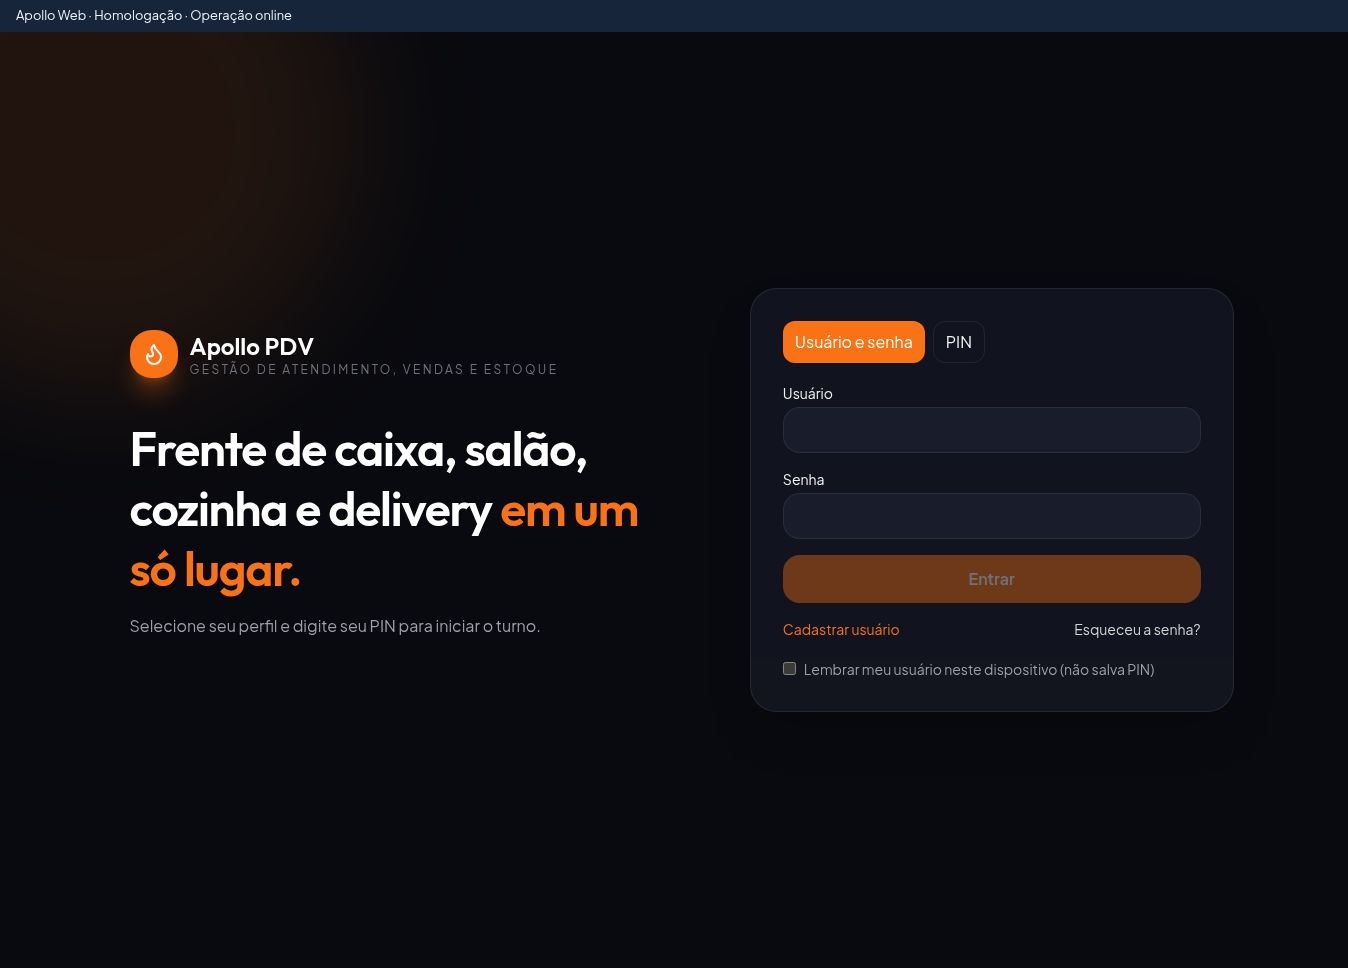 Apollo Web · Homologação · Operação online
Apollo PDV
GESTÃO DE ATENDIMENTO, VENDAS E ESTOQUE
Frente de caixa, salão,
cozinha e delivery em um
só lugar.
Selecione seu perfil e digite seu PIN para iniciar o turno.
Usuário e senha
PIN
Usuário
Senha
Entrar
Cadastrar usuário
Esqueceu a senha?
Lembrar meu usuário neste dispositivo (não salva PIN)